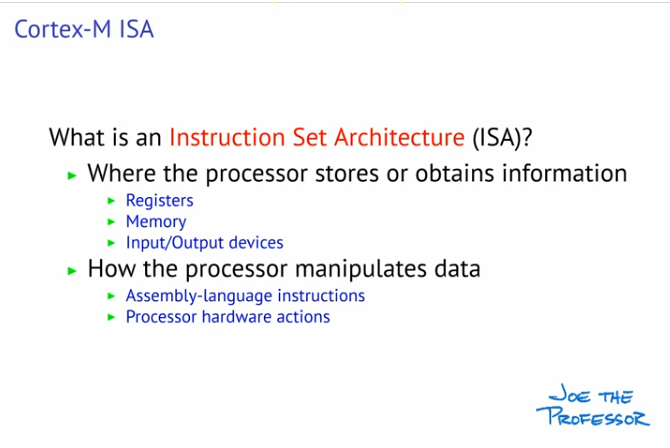 Cortex-M ISA
What is an Instruction Set Architecture (ISA)?
Where the processor stores or obtains information
Registers
Memory
Input/Output devices
How the processor manipulates data
Assembly-language instructions
Processor hardware actions
JOE THE
PROFESSOR